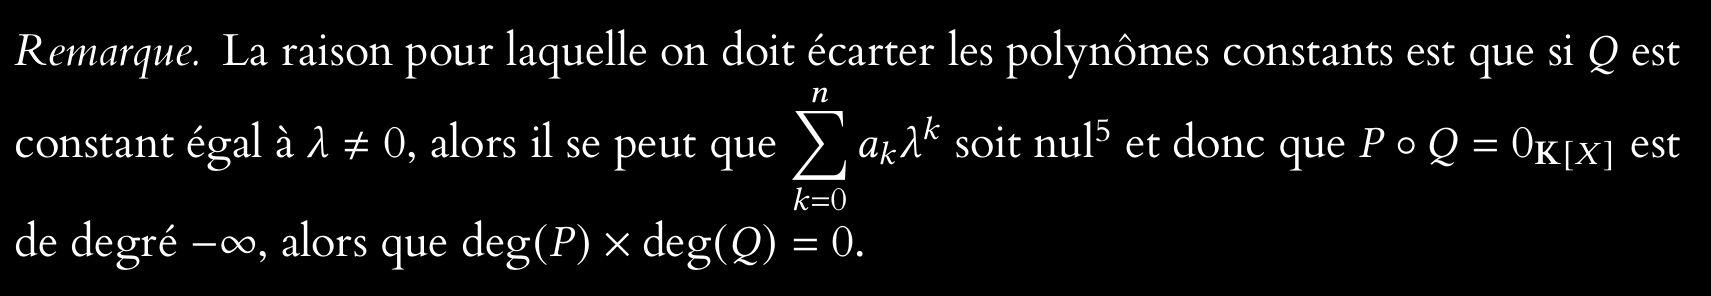 Remarque. La raison pour laquelle on doit écarter les polynômes constants est que si Q est
constant égal à λ ≠ 0, alors il se peut que ∑_{k=0}^{n} a_k λ^k soit nul⁵ et donc que P ∘ Q = 0_{K[X]} est
de degré −∞, alors que deg(P) × deg(Q) = 0.